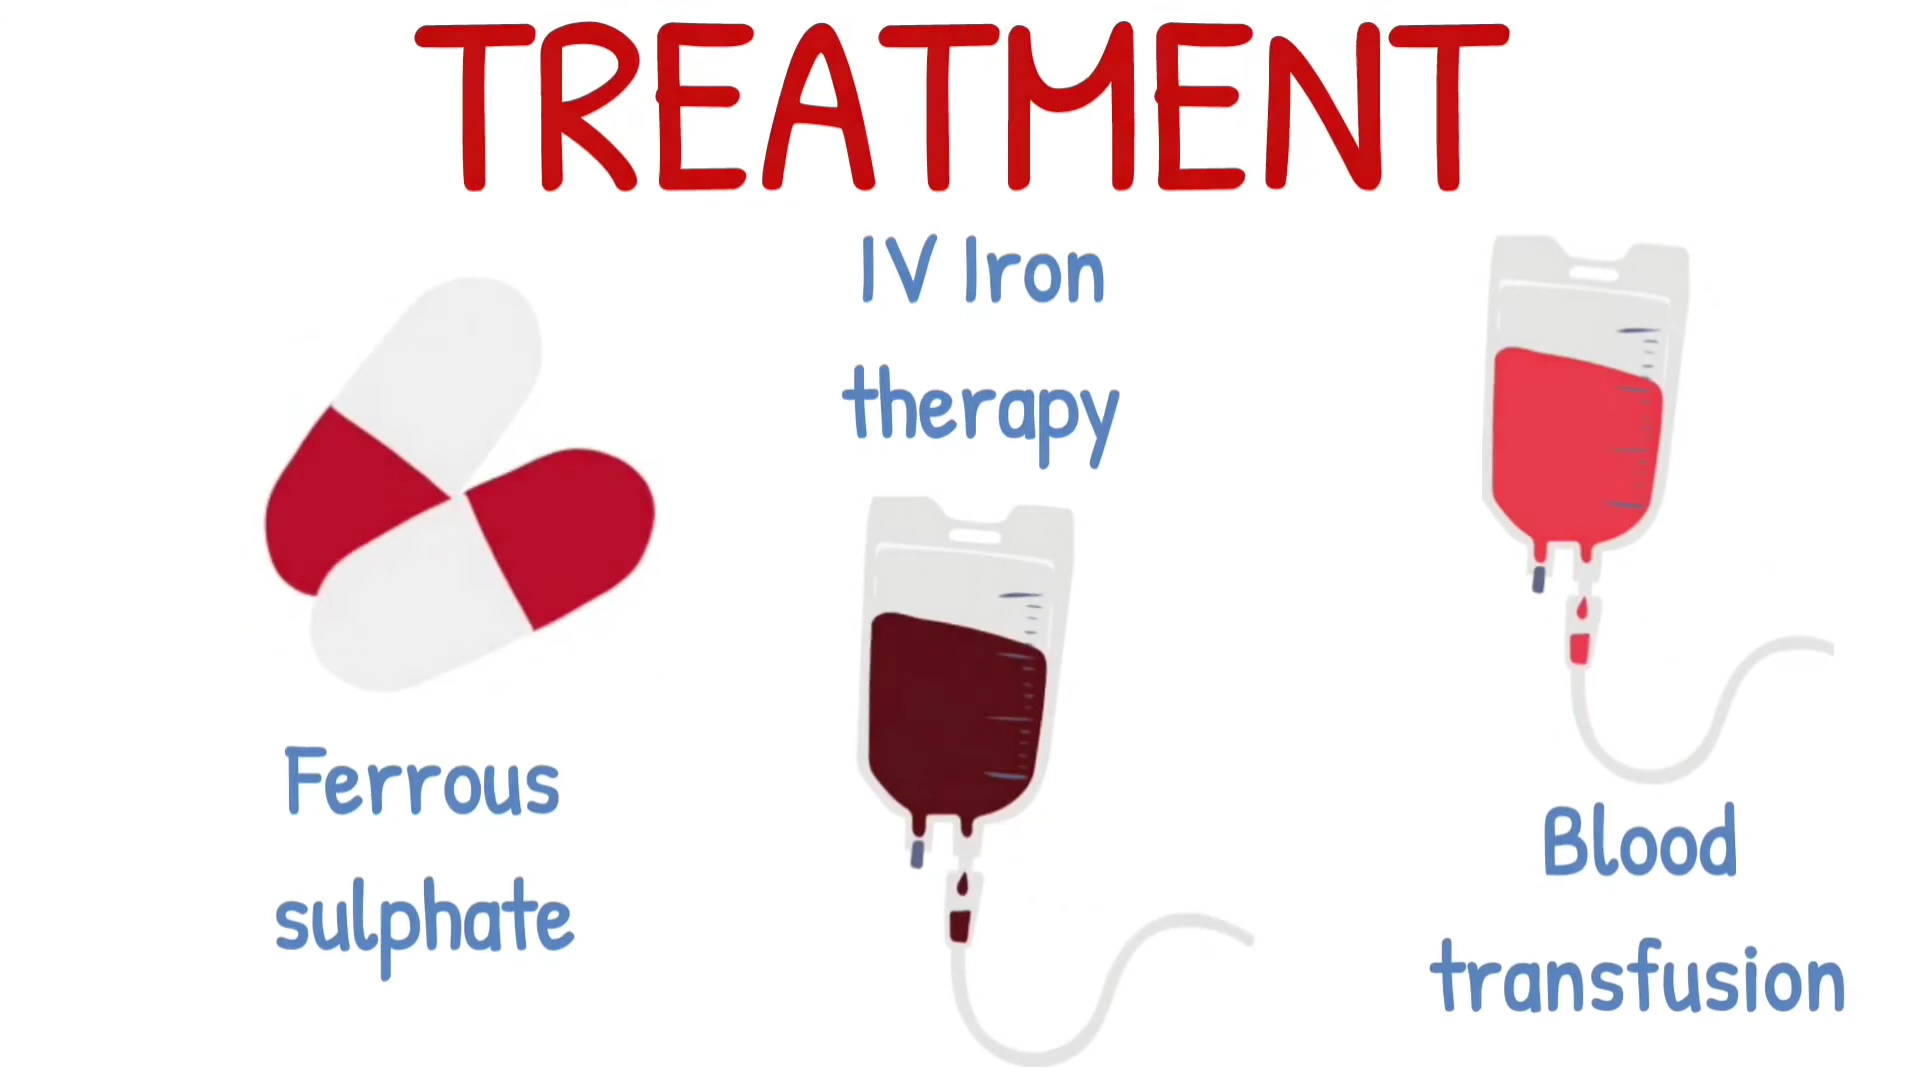 TREATMENT
Ferrous
sulphate
IV Iron
therapy
Blood
transfusion